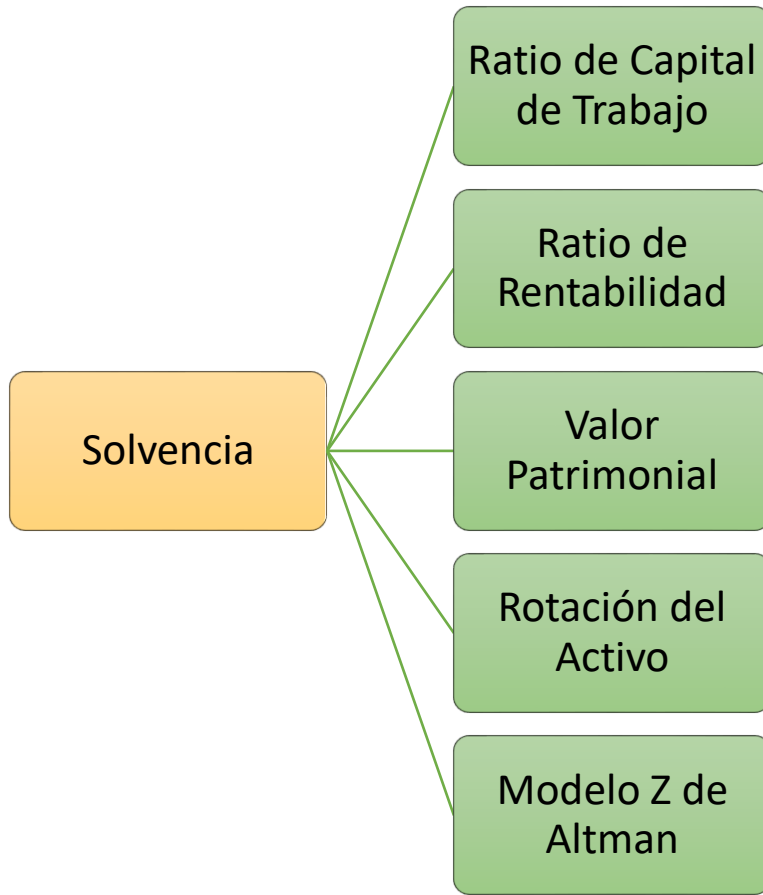 Ratio de Capital
de Trabajo
Ratio de
Rentabilidad
Solvencia
Valor
Patrimonial
Rotación del
Activo
Modelo Z de
Altman